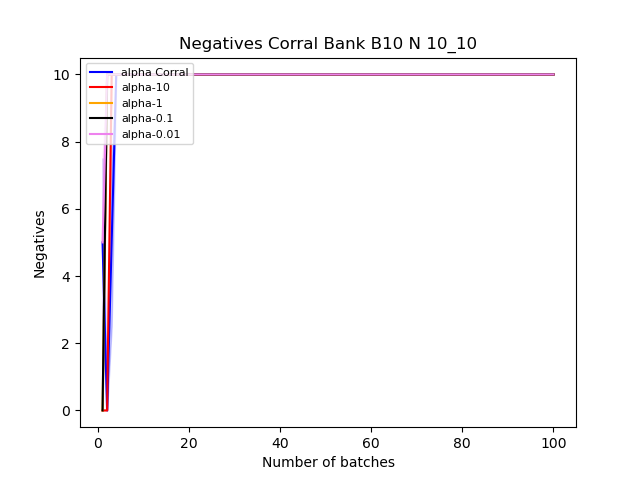 Negatives Corral Bank B10 N 10_10
10
8
6
4
2
0
Negatives
alpha Corral
alpha-10
alpha-1
alpha-0.1
alpha-0.01
0 20 40 60 80 100
Number of batches